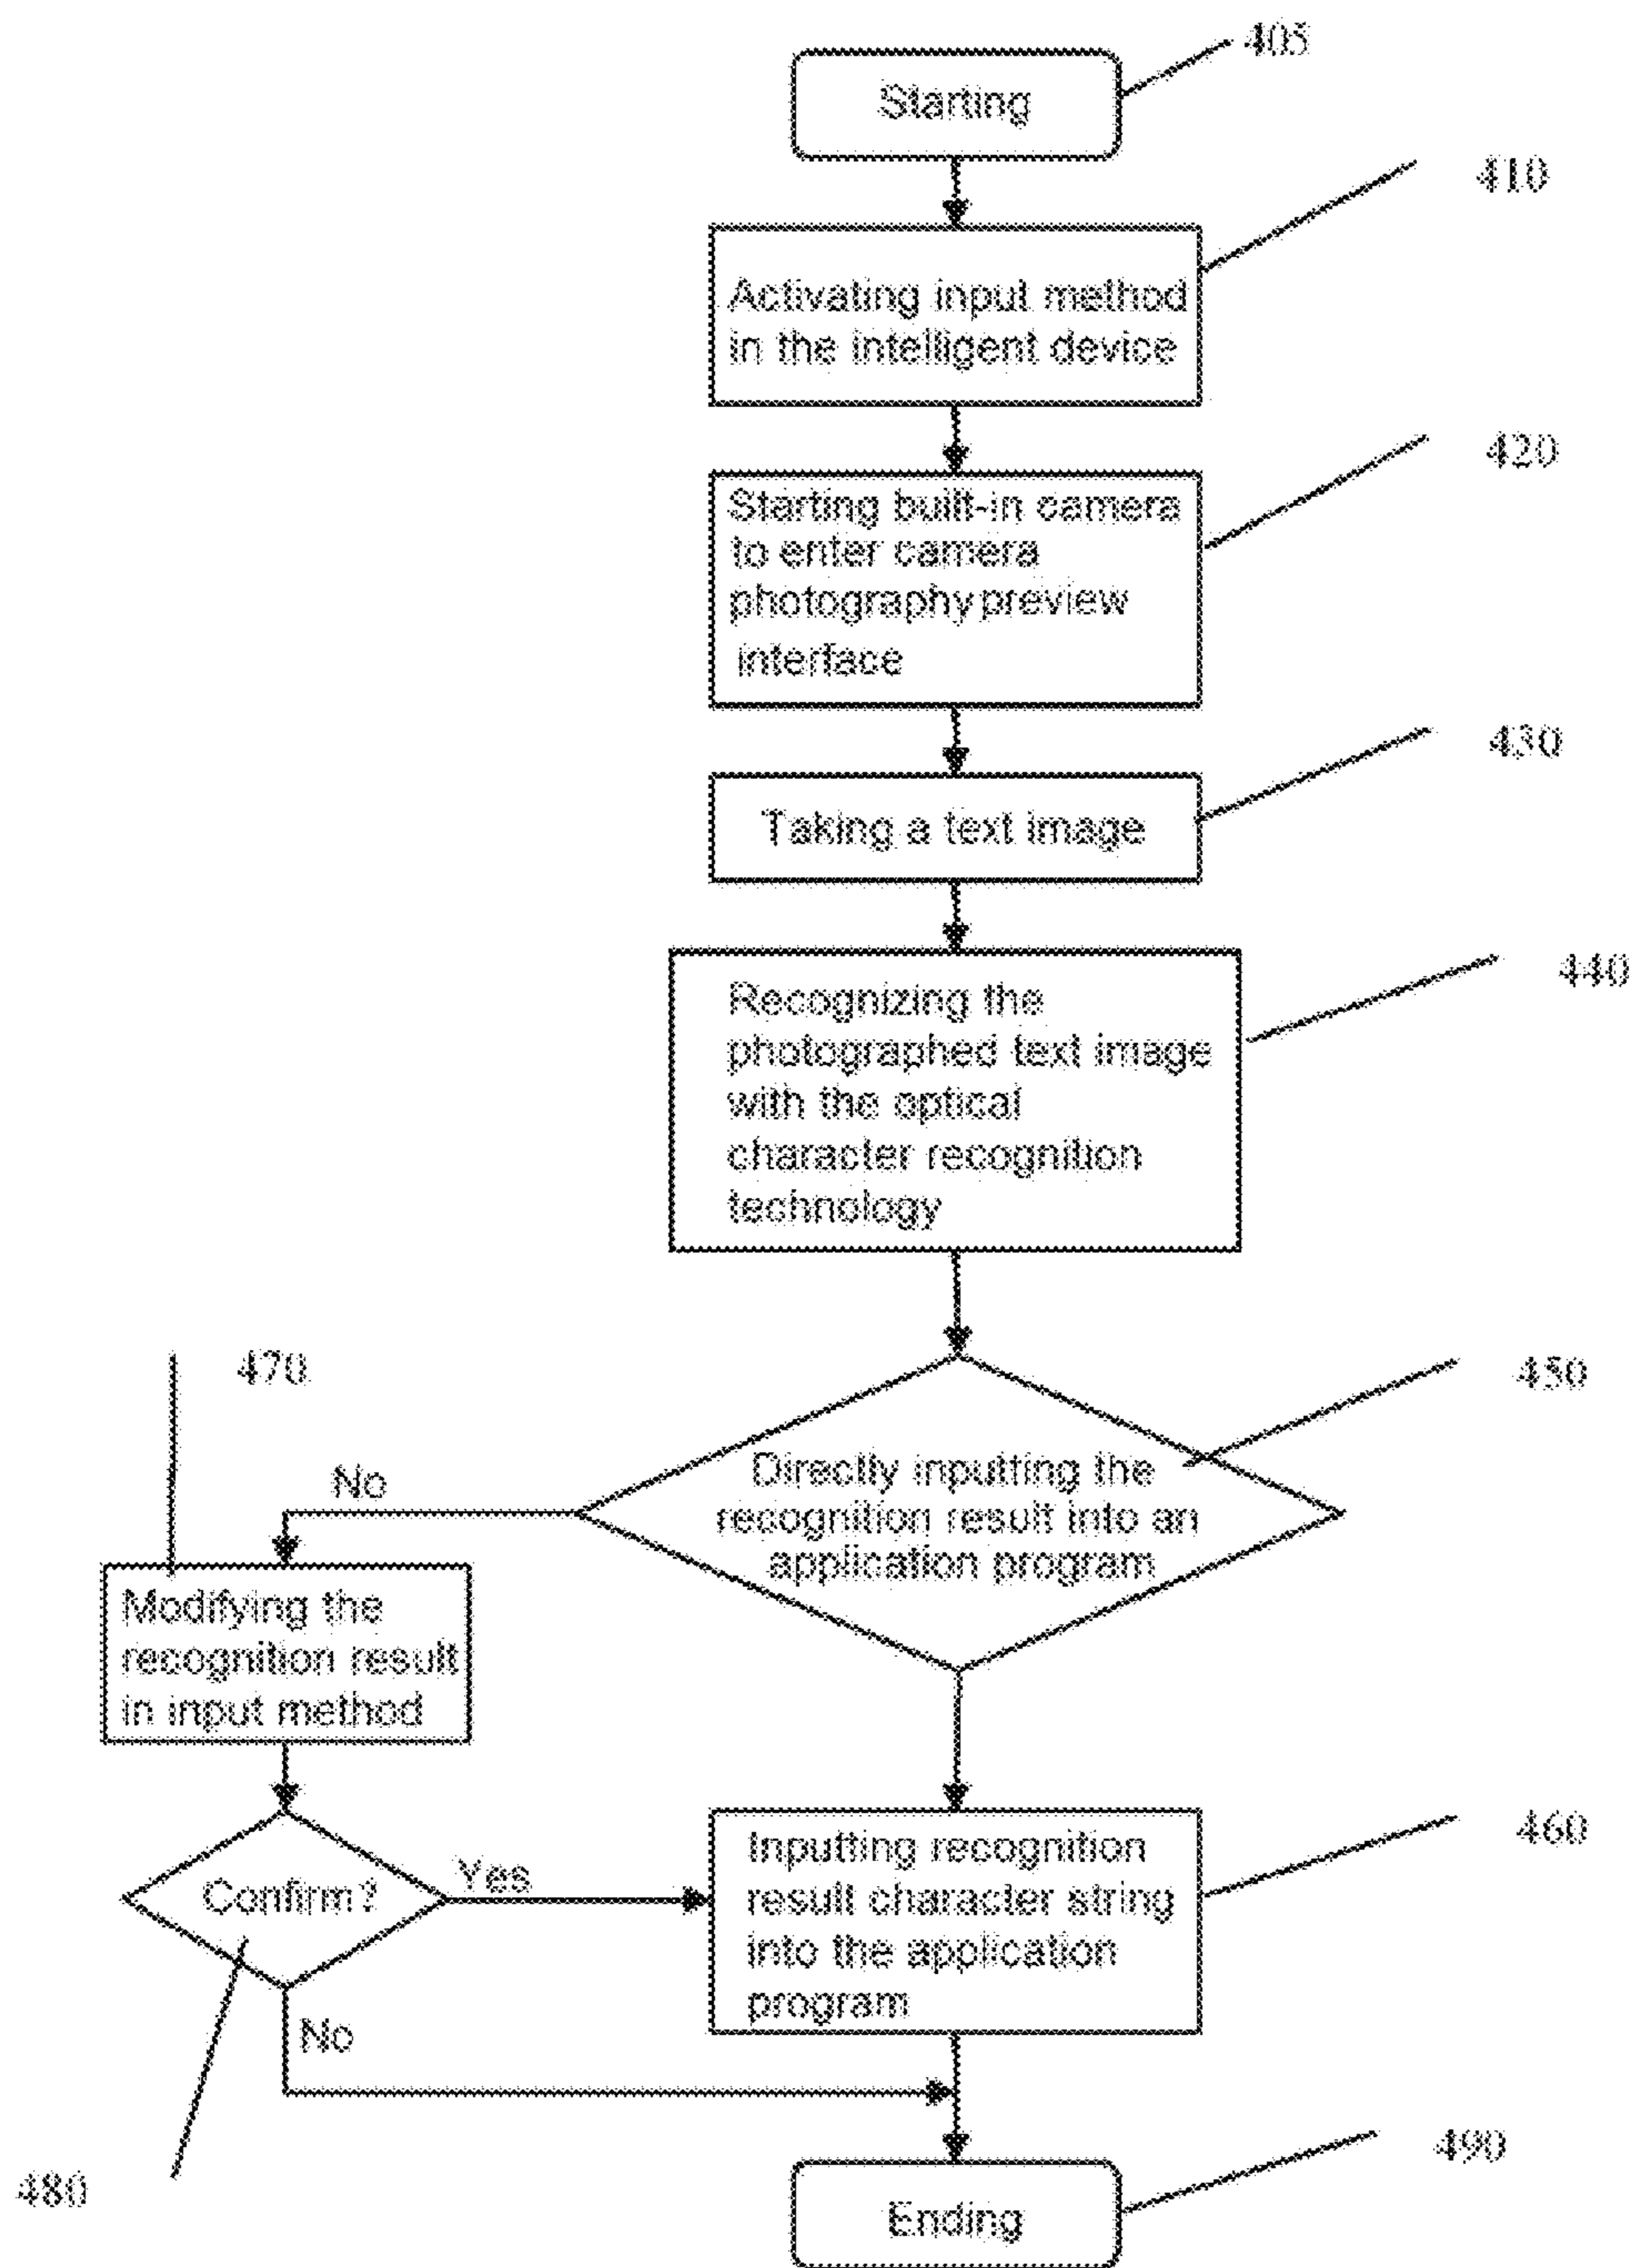 405
Starting
410
Activating input method
in the intelligent device
420
Starting built-in camera
to enter camera
photography preview
interface
430
Taking a text image
440
Recognizing the
photographed text image
with the optical
character recognition
technology
450
Directly inputting the
recognition result into an
application program
No
470
Modifying the
recognition result
in input method
480
Confirm?
Yes
No
460
Inputting recognition
result character string
into the application
program
490
Ending